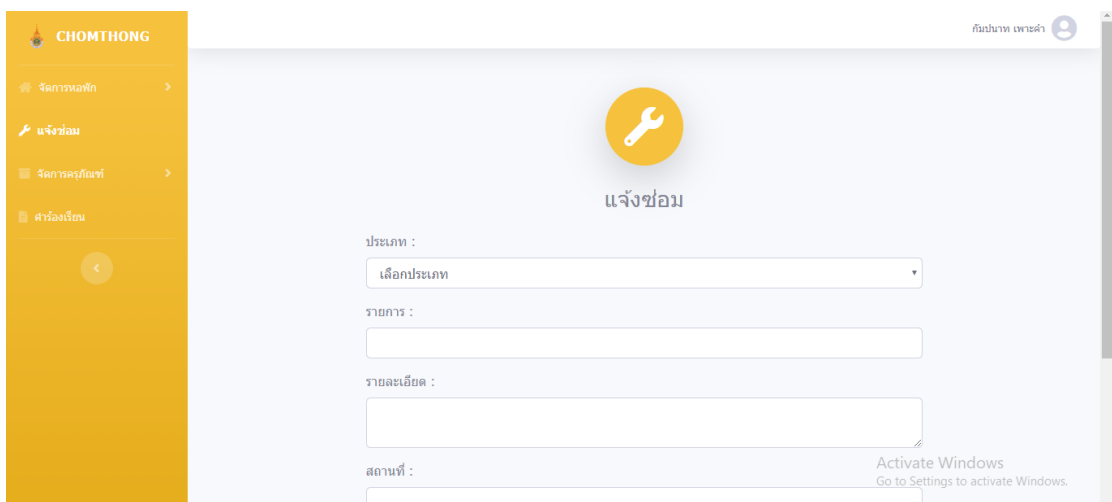 CHOMTHONG
กัมปนาท เพาะคำ
จัดการหอพัก
แจ้งซ่อม
จัดการครุภัณฑ์
คำร้องเรียน
แจ้งซ่อม
ประเภท :
เลือกประเภท
รายการ :
รายละเอียด :
สถานที่ :
Activate Windows
Go to Settings to activate Windows.